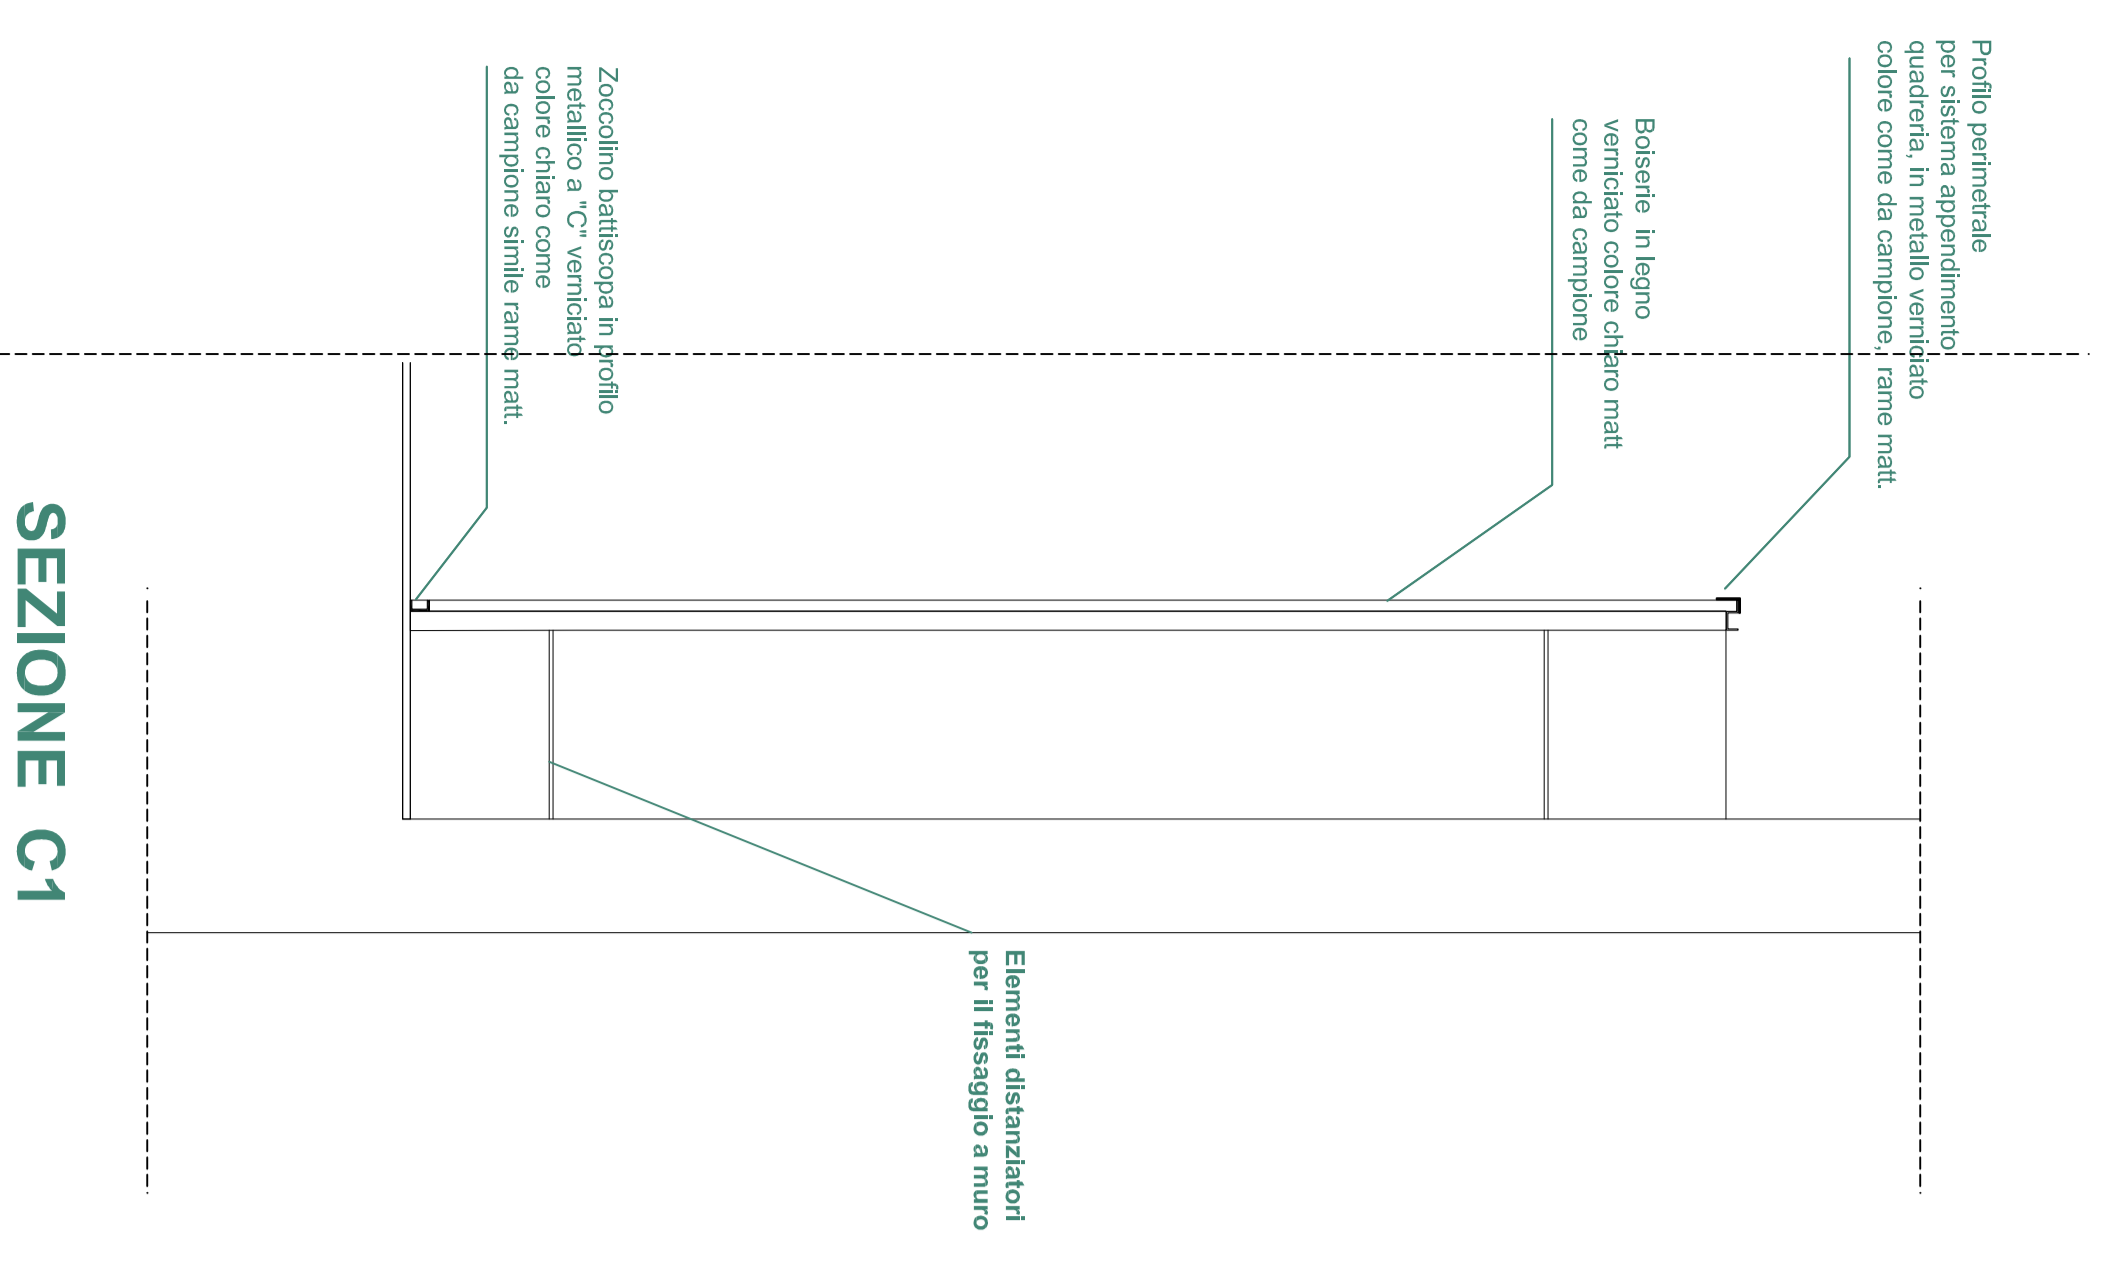 Profilo perimetrale
per sistema appendimento
quadreria, in metallo verniciato
colore come da campione, rame matt.
Boiserie in legno
verniciato colore chiaro matt
come da campione
Elementi distanziatori
per il fissaggio a muro
Zoccolino battiscopa in profilo
metallico a "C" verniciato
colore chiaro come
da campione simile rame matt.
SEZIONE C1